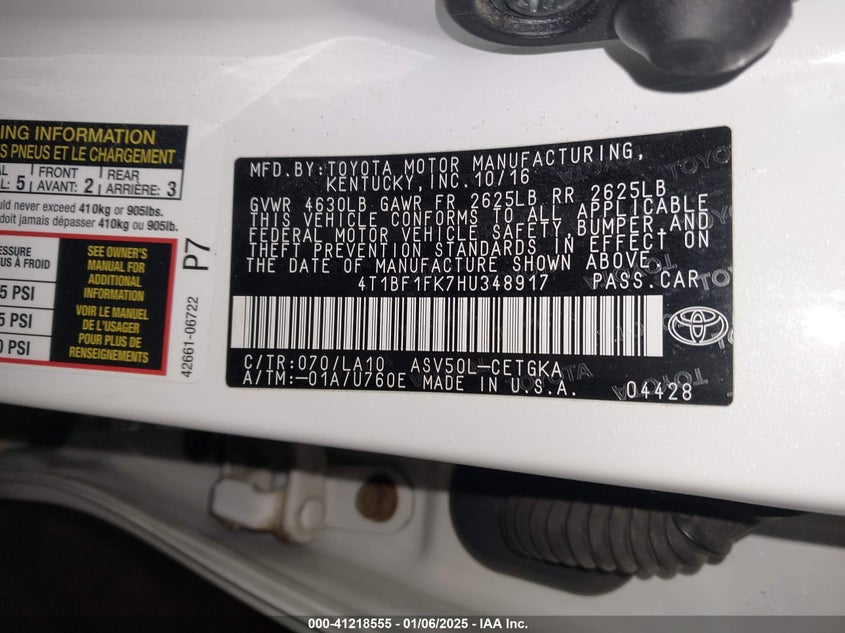 ING INFORMATION
S PNEUS ET LE CHARGEMENT
FRONT REAR
5 AVANT: 2 ARRIÈRE: 3
never exceed 410kg or 905lbs.
doit jamais dépasser 410kg ou 905lb.
À FROID
5 PSI
5 PSI
0 PSI
SEE OWNER'S
MANUAL FOR
ADDITIONAL
INFORMATION
VOIR LE MANUEL
DE L'USAGER
POUR PLUS DE
RENSEIGNEMENTS
42661-06722
P7
MFD.BY:TOYOTA MOTOR MANUFACTURING,
KENTUCKY, INC.10/16
GVWR 4630LB GAWR FR 2625LB RR 2625LB
THIS VEHICLE CONFORMS TO ALL APPLICABLE
FEDERAL MOTOR VEHICLE SAFETY,BUMPER,AND
THEFT PREVENTION STANDARDS IN EFFECT ON
THE DATE OF MANUFACTURE SHOWN ABOVE.
4T1BF1FK7HU348917 PASS.CAR
C/TR:070/LA10 ASV50L-CETGKA
A/TM:-01A/U760E MADE IN U.S.A. 04428
000-41218555 - 01/06/2025 - IAA Inc.